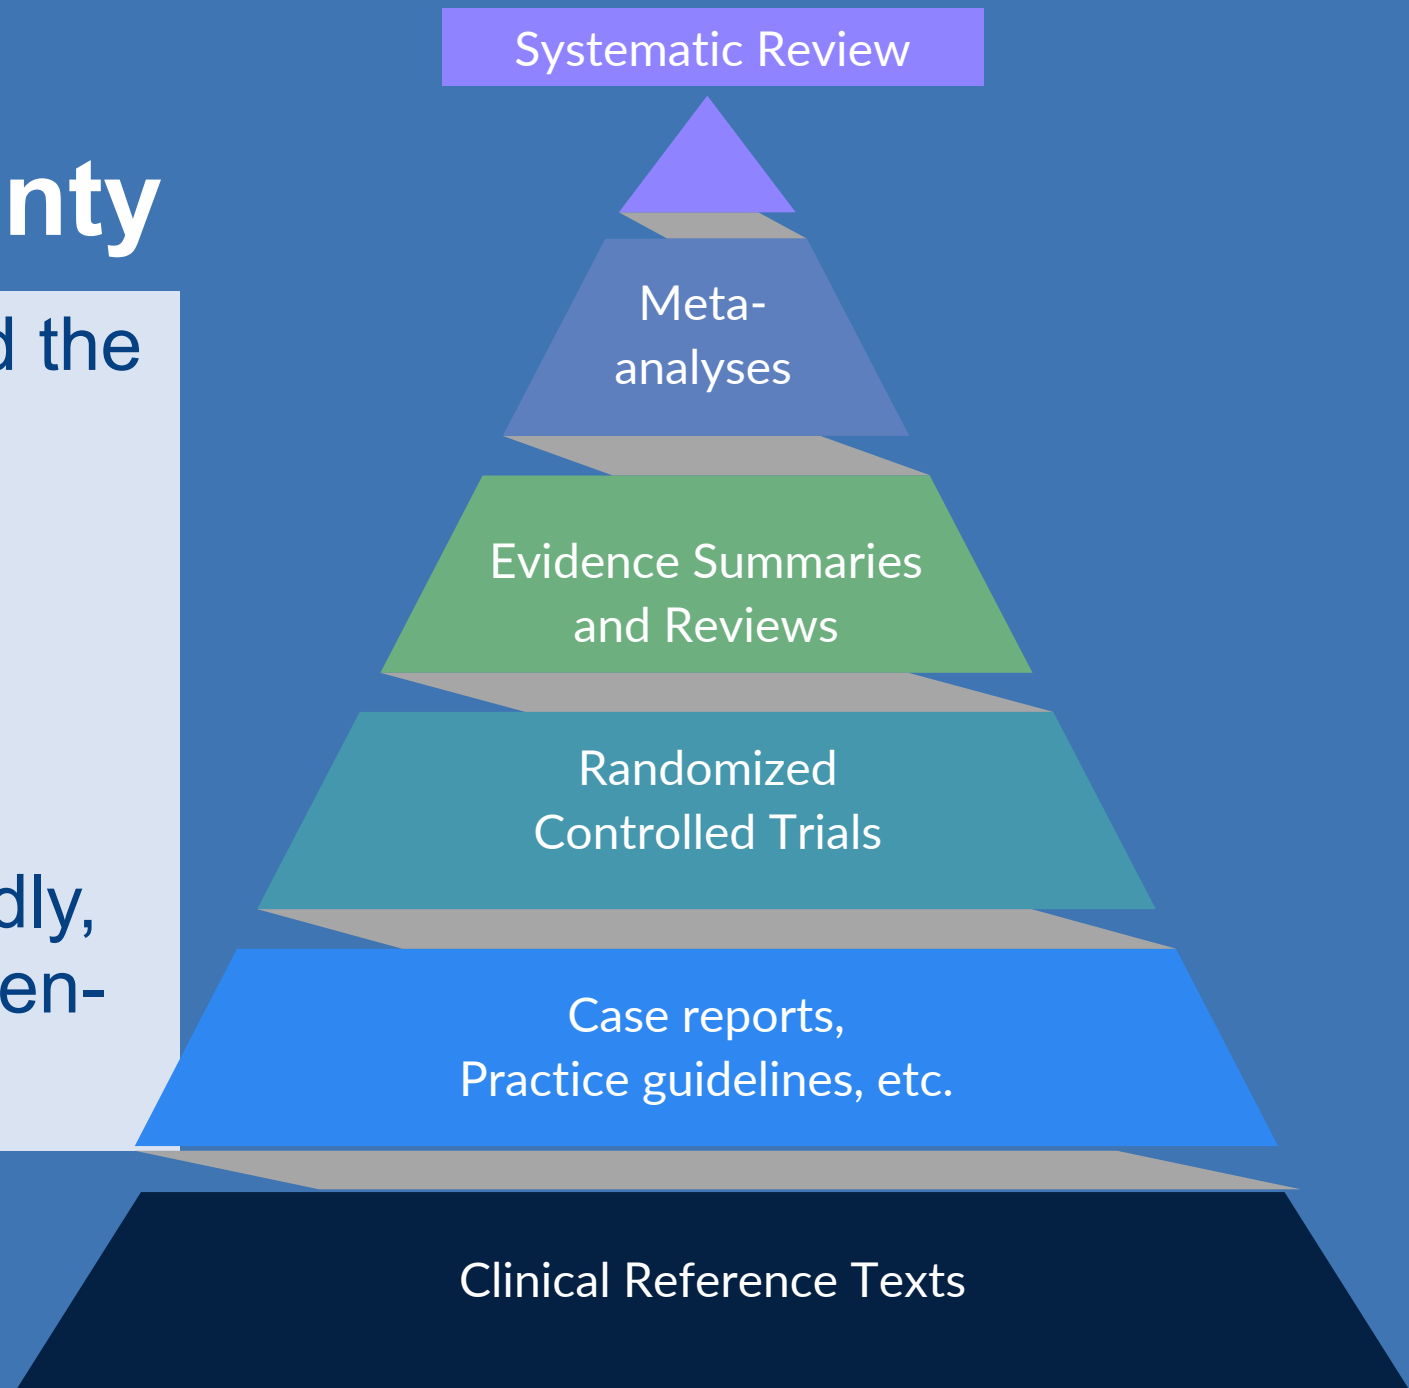 Systematic Review
nty
d the
dly,
en-
Meta-
analyses
Evidence Summaries
and Reviews
Randomized
Controlled Trials
Case reports,
Practice guidelines, etc.
Clinical Reference Texts